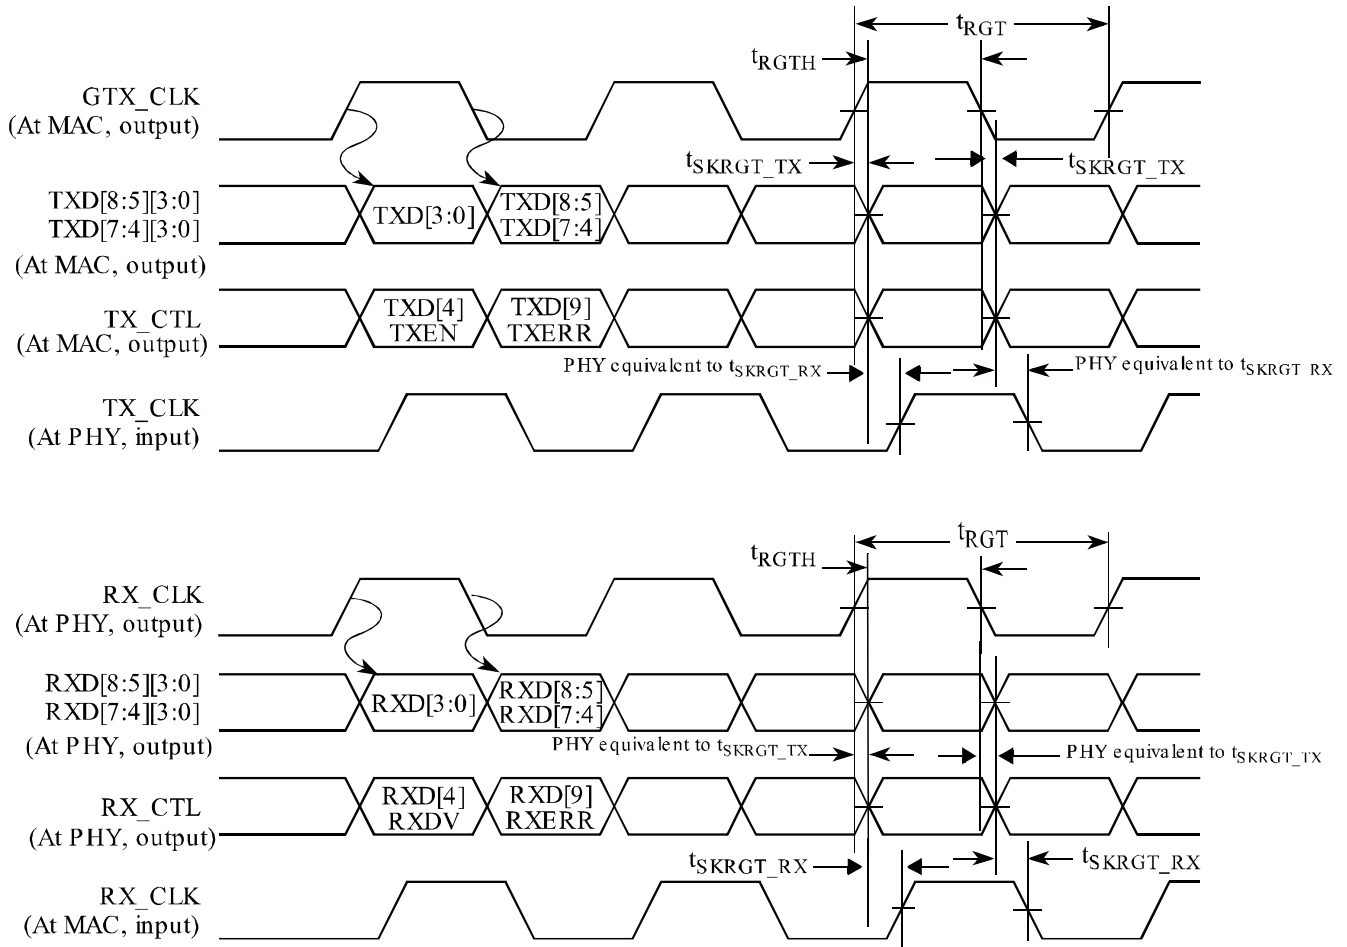 tRGT
tRGTH
GTX_CLK
(At MAC, output)
tSKRGT_TX
tSKRGT_TX
TXD[8:5][3:0]
TXD[7:4][3:0]
(At MAC, output)
TXD[3:0]
TXD[8:5]
TXD[7:4]
TX_CTL
(At MAC, output)
TXD[4]
TXEN
TXD[9]
TXERR
PHY equivalent to tSKRGT_RX
PHY equivalent to tSKRGT_RX
TX_CLK
(At PHY, input)
tRGT
tRGTH
RX_CLK
(At PHY, output)
RXD[8:5][3:0]
RXD[7:4][3:0]
(At PHY, output)
RXD[3:0]
RXD[8:5]
RXD[7:4]
PHY equivalent to tSKRGT_TX
PHY equivalent to tSKRGT_TX
RX_CTL
(At PHY, output)
RXD[4]
RXDV
RXD[9]
RXERR
tSKRGT_RX
tSKRGT_RX
RX_CLK
(At MAC, input)